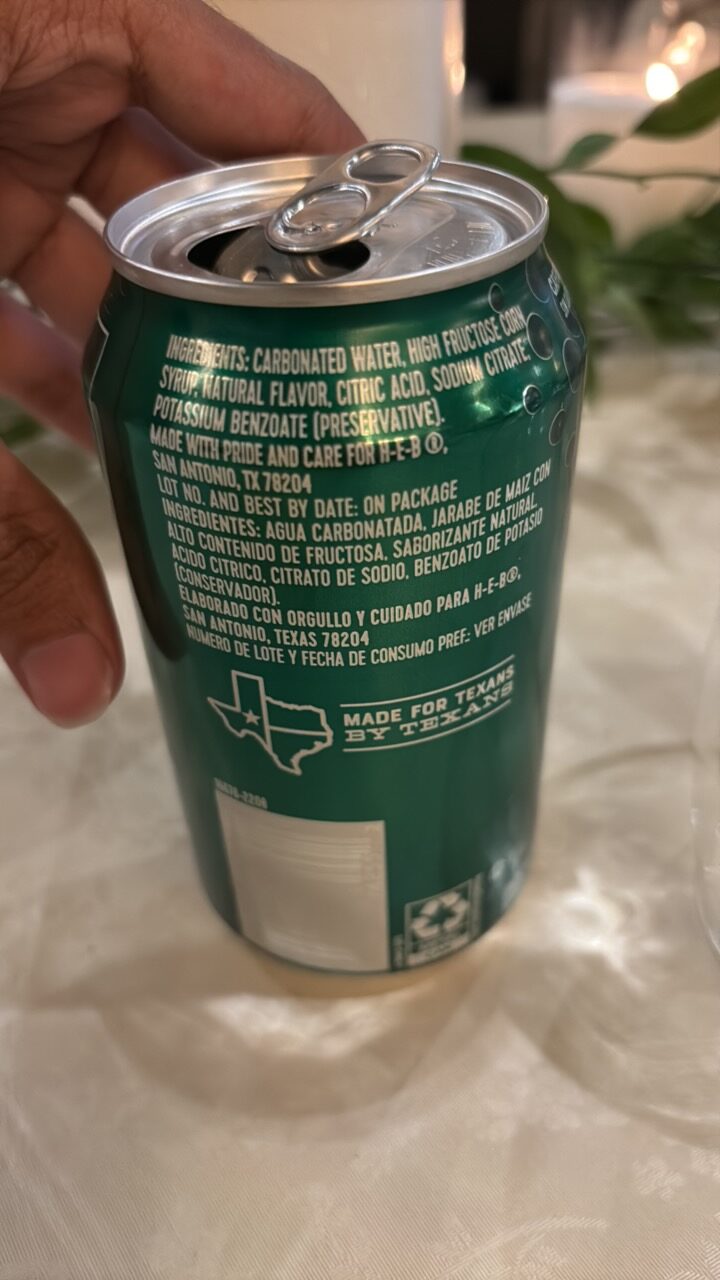 INGREDIENTS: CARBONATED WATER, HIGH FRUCTOSE CORN
SYRUP, NATURAL FLAVOR, CITRIC ACID, SODIUM CITRATE,
POTASSIUM BENZOATE (PRESERVATIVE).
MADE WITH PRIDE AND CARE FOR H-E-B ®,
SAN ANTONIO, TX 78204
LOT NO. AND BEST BY DATE: ON PACKAGE
INGREDIENTES: AGUA CARBONATADA, JARABE DE MAIZ CON
ALTO CONTENIDO DE FRUCTOSA, SABORIZANTE NATURAL,
ACIDO CITRICO, CITRATO DE SODIO, BENZOATO DE POTASIO
(CONSERVADOR).
ELABORADO CON ORGULLO Y CUIDADO PARA H-E-B®,
SAN ANTONIO, TEXAS 78204
NUMERO DE LOTE Y FECHA DE CONSUMO PREF.: VER ENVASE
MADE FOR TEXANS
BY TEXANS